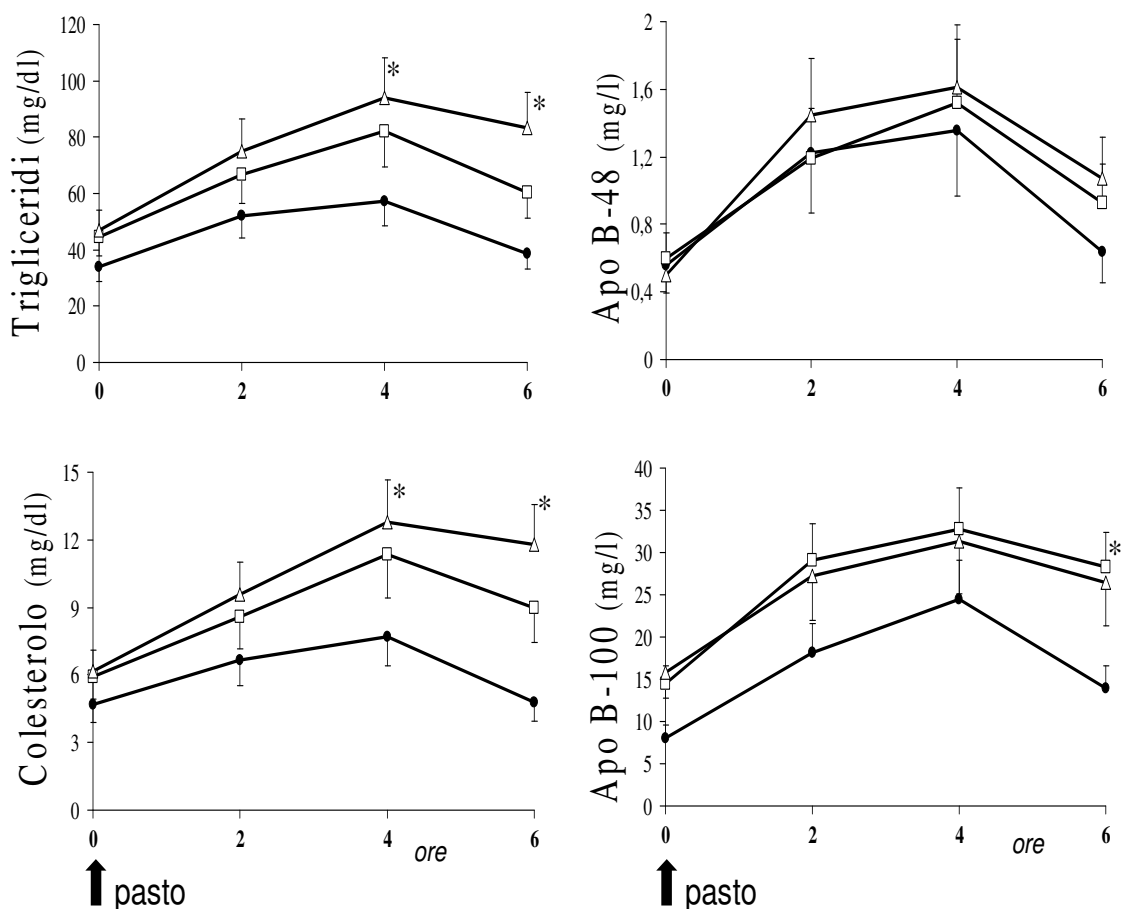 Trigliceridi (mg/dl)
120
100
80
60
40
20
0
0 2 4 6
* *
Apo B-48 (mg/l)
2
1,6
1,2
0,8
0,4
0
0 2 4 6
Colesterolo (mg/dl)
15
12
9
6
3
0
0 2 4 6
* *
ore
pasto
Apo B-100 (mg/l)
40
35
30
25
20
15
10
5
0
0 2 4 6
*
ore
pasto